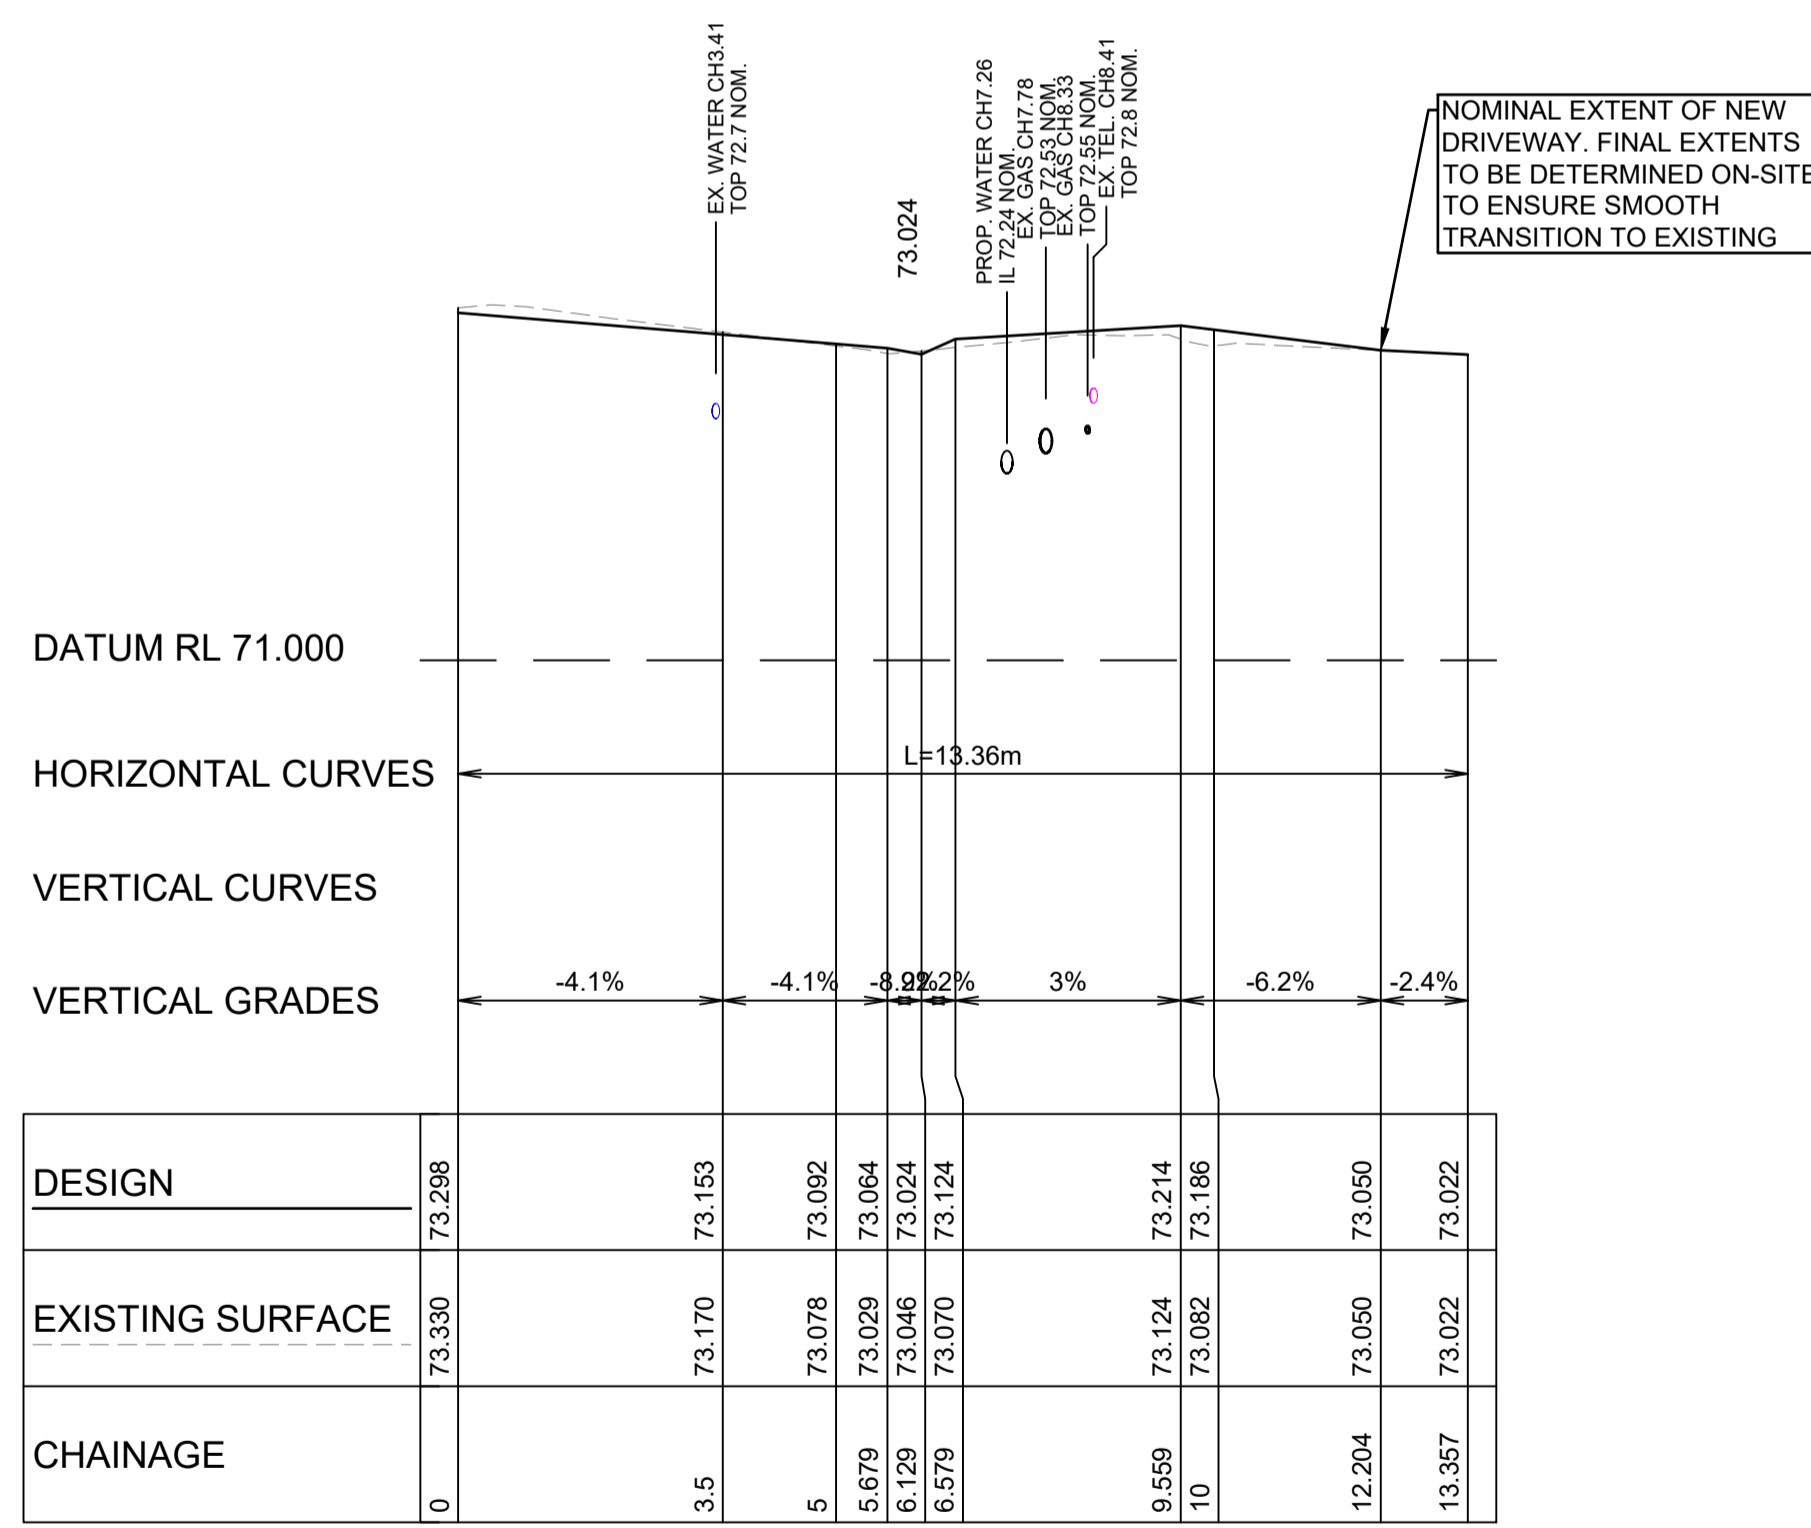 EX. WATER CH3.41
TOP 72.7 NOM.
73.024
PROP. WATER CH7.26
IL 72.24 NOM.
EX. GAS CH7.78
TOP 72.53 NOM.
EX. GAS CH8.33
TOP 72.55 NOM.
EX. TEL. CH8.41
TOP 72.8 NOM.
NOMINAL EXTENT OF NEW
DRIVEWAY. FINAL EXTENTS
TO BE DETERMINED ON-SITE
TO ENSURE SMOOTH
TRANSITION TO EXISTING
DATUM RL 71.000
HORIZONTAL CURVES L=13.36m
VERTICAL CURVES
VERTICAL GRADES -4.1% -4.1% 3% -6.2% -2.4%
DESIGN 73.298 73.153 73.092 73.064 73.024 73.124 73.214 73.186 73.050 73.022
EXISTING SURFACE 73.330 73.170 73.078 73.029 73.046 73.070 73.124 73.082 73.050 73.022
CHAINAGE 0 3.5 5 5.679 6.129 6.579 9.559 10 12.204 13.357